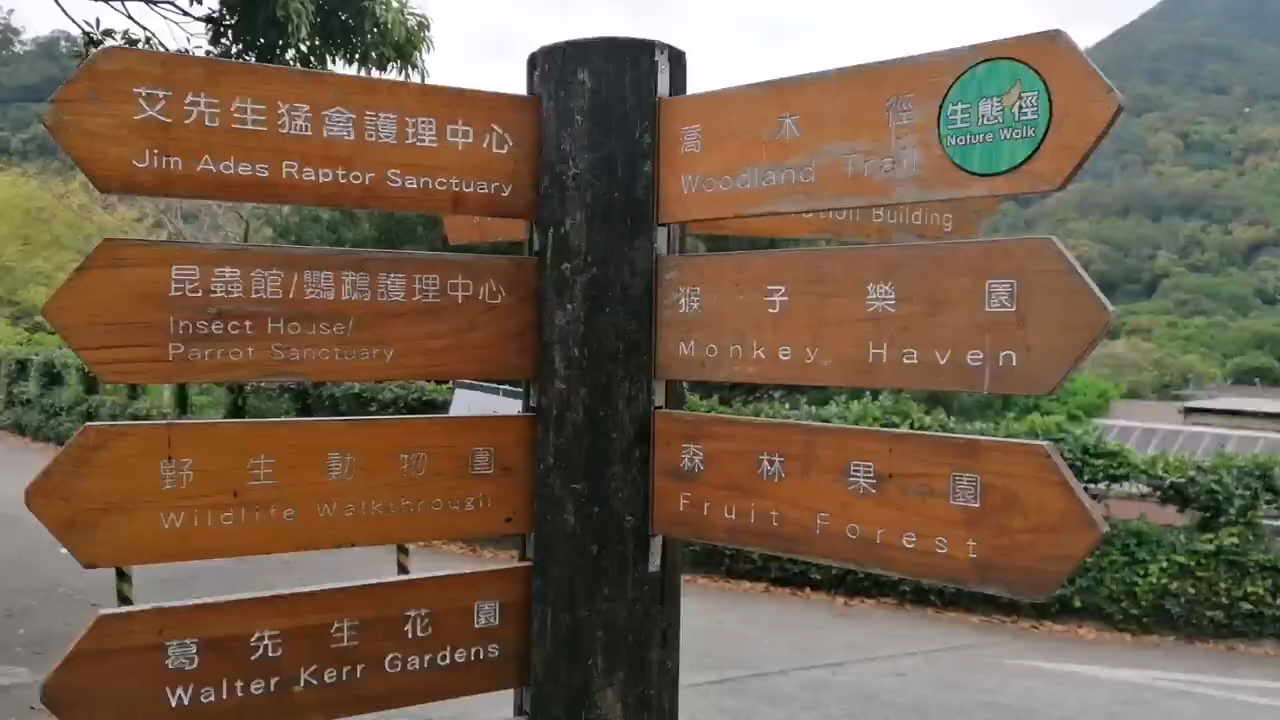 艾先生猛禽護理中心
Jim Ades Raptor Sanctuary
昆蟲館/鸚鵡護理中心
Insect House/
Parrot Sanctuary
野生動物園
Wildlife Walkthrough
葛先生花園
Walter Kerr Gardens
喬木徑
Woodland Trail
生態徑
Nature Walk
Building
猴子樂園
Monkey Haven
森林果園
Fruit Forest